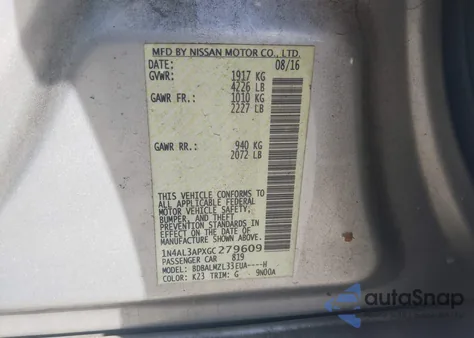 MFD BY NISSAN MOTOR CO., LTD.
DATE: 08/16
GVWR: 1917 KG
4226 LB
GAWR FR.: 1010 KG
2227 LB
GAWR RR.: 940 KG
2072 LB
THIS VEHICLE CONFORMS TO
ALL APPLICABLE FEDERAL
MOTOR VEHICLE SAFETY,
BUMPER, AND THEFT
PREVENTION STANDARDS
IN EFFECT ON THE DATE OF
MANUFACTURE SHOWN ABOVE.
1N4AL3APXGC279609
PASSENGER CAR 819
MODEL: BDBALMZL33EUA----H
COLOR: K23 TRIM: G 9N00A
autoSnap
www.autosnap.com